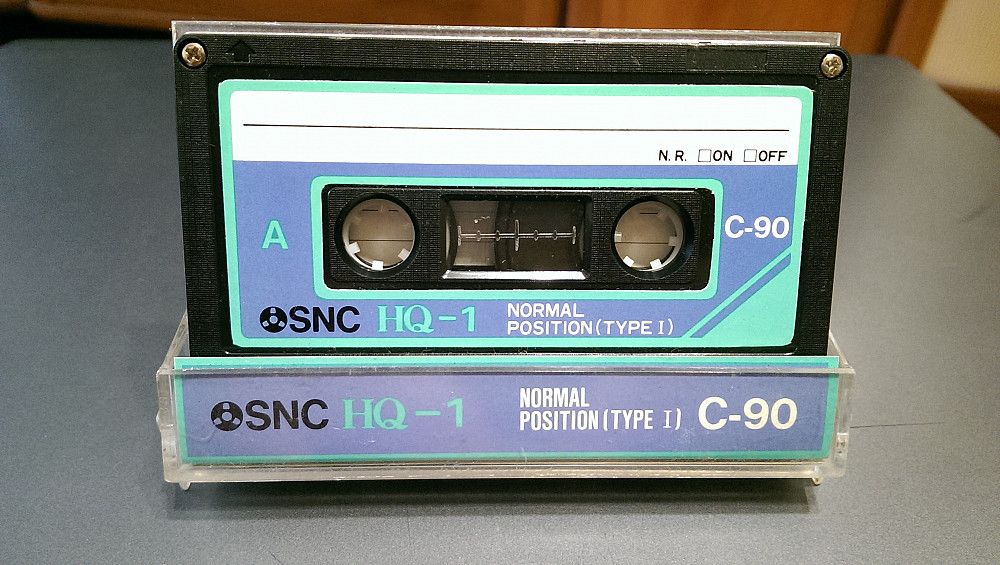 N.R. □ON □OFF
A
C-90
SNC HQ-1 NORMAL
POSITION(TYPE I)
SNC HQ-1 NORMAL
POSITION(TYPE I) C-90